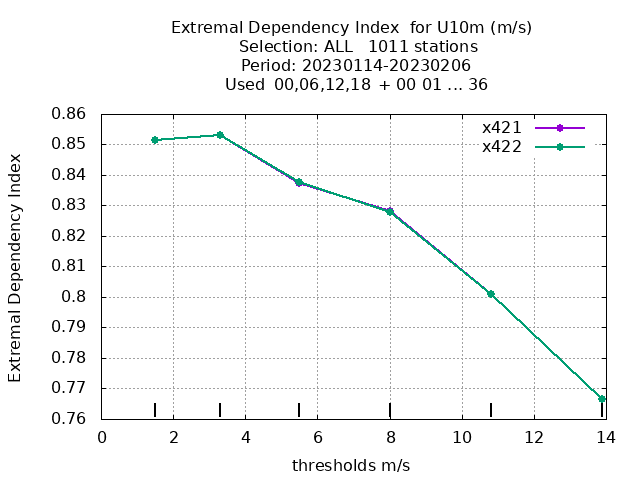 Extremal Dependency Index  for U10m (m/s)
Selection: ALL   1011 stations
Period: 20230114-20230206
Used  00,06,12,18  + 00 01 ... 36
Extremal Dependency Index
0.86
0.85
0.84
0.83
0.82
0.81
0.8
0.79
0.78
0.77
0.76
x421
x422
0 2 4 6 8 10 12 14
thresholds m/s